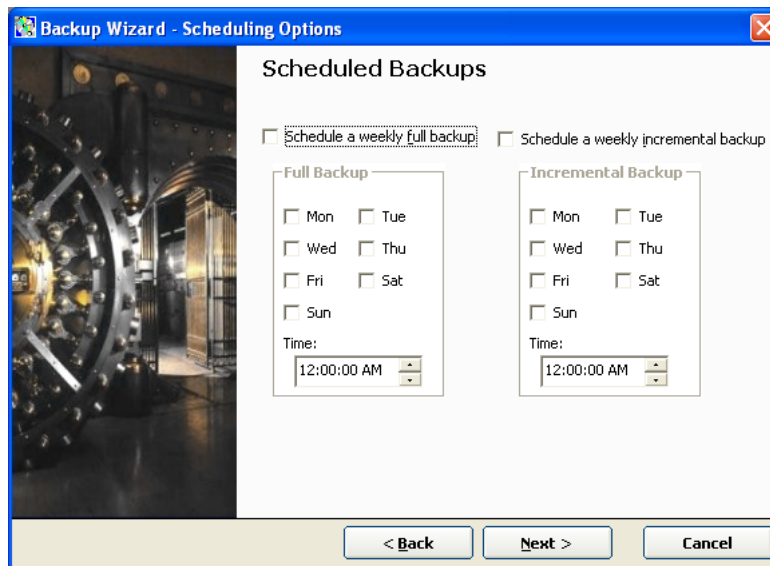 Backup Wizard - Scheduling Options
Scheduled Backups
Schedule a weekly full backup
Schedule a weekly incremental backup
Full Backup
Mon
Tue
Wed
Thu
Fri
Sat
Sun
Time:
12:00:00 AM
Incremental Backup
Mon
Tue
Wed
Thu
Fri
Sat
Sun
Time:
12:00:00 AM
< Back
Next >
Cancel